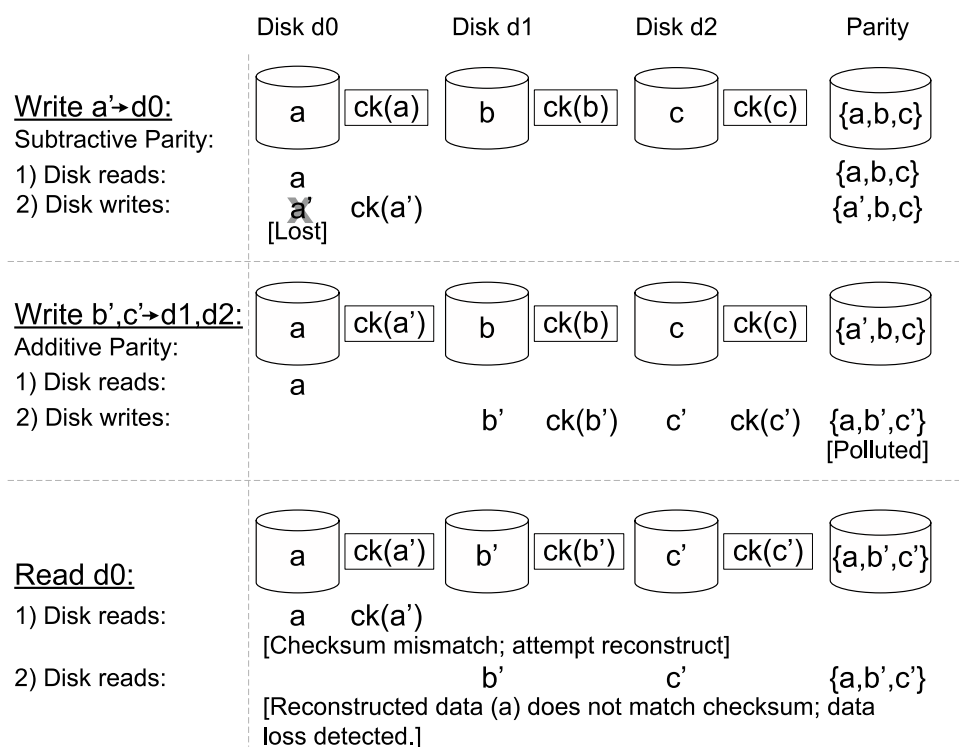 Disk d0 Disk d1 Disk d2 Parity
a ck(a) b ck(b) c ck(c) {a,b,c}
Write a’→d0:
Subtractive Parity:
1) Disk reads: a {a,b,c}
2) Disk writes: a’ ck(a’) {a’,b,c}
[Lost]
a ck(a’) b ck(b) c ck(c) {a’,b,c}
Write b’,c’→d1,d2:
Additive Parity:
1) Disk reads: a
2) Disk writes: b’ ck(b’) c’ ck(c’) {a,b’,c’}
[Polluted]
a ck(a’) b’ ck(b’) c’ ck(c’) {a,b’,c’}
Read d0:
1) Disk reads: a ck(a’)
[Checksum mismatch; attempt reconstruct]
2) Disk reads: b’ c’ {a,b’,c’}
[Reconstructed data (a) does not match checksum; data
loss detected.]